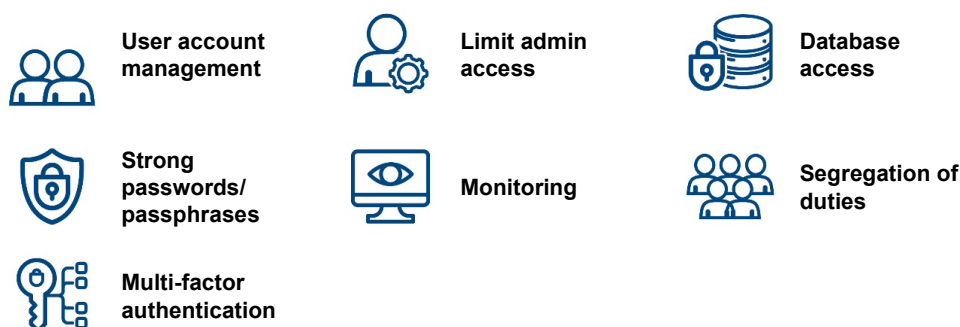 User account
management
Limit admin
access
Database
access
Strong
passwords/
passphrases
Monitoring
Segregation of
duties
Multi-factor
authentication